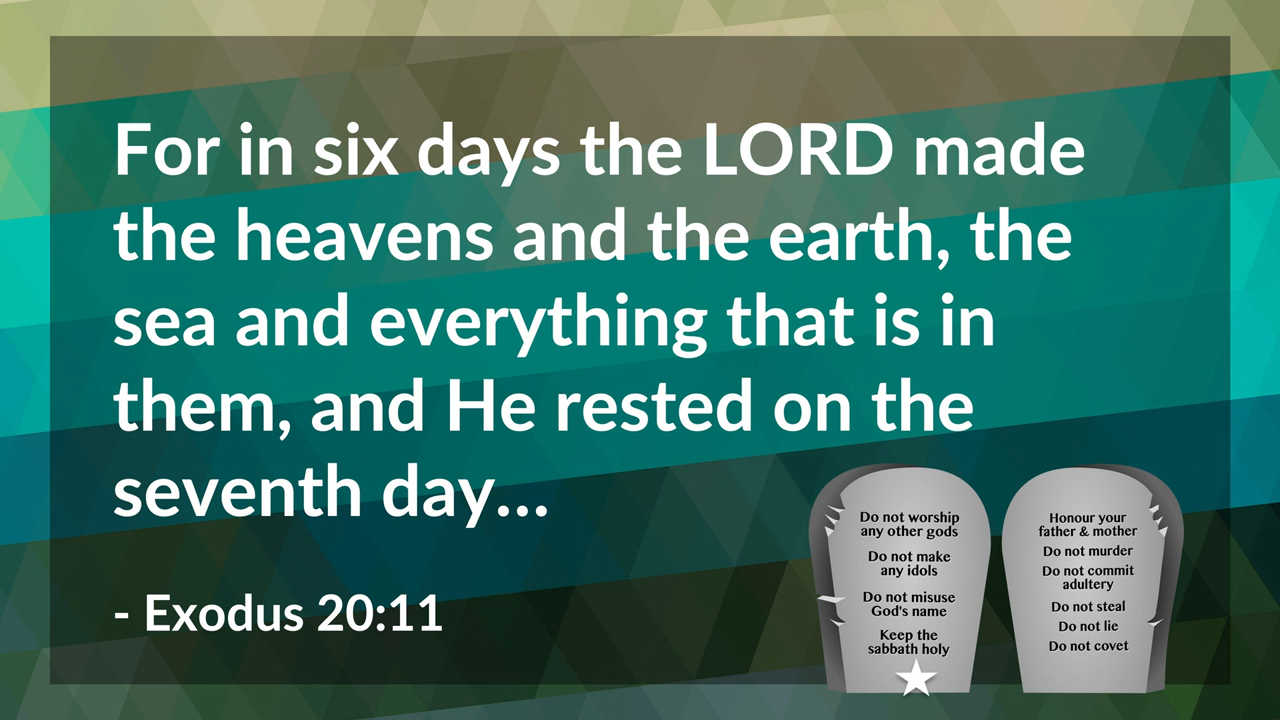 For in six days the LORD made
the heavens and the earth, the
sea and everything that is in
them, and He rested on the
seventh day...
- Exodus 20:11
Do not worship
any other gods
Do not make
any idols
Do not misuse
God's name
Keep the
sabbath holy
Honour your
father & mother
Do not murder
Do not commit
adultery
Do not steal
Do not lie
Do not covet